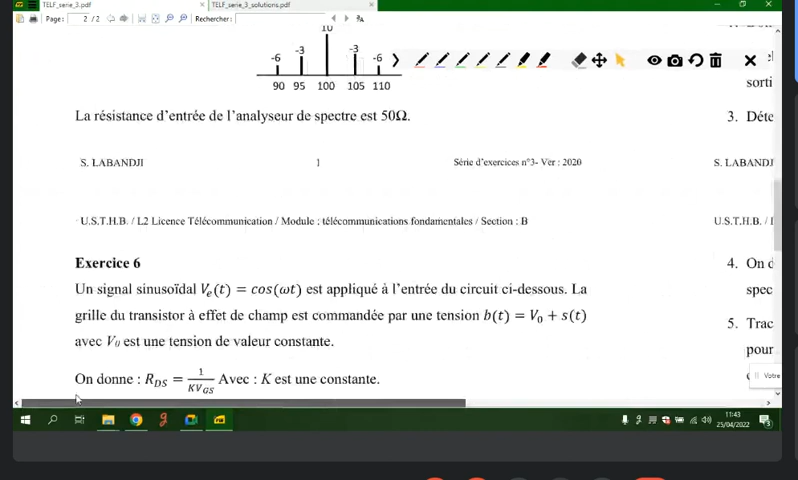 TELF_serie_3.pdf
TELF_serie_3_solutions.pdf
Page: 2 / 2
Rechercher:
10
-6 -3 -3 -6
90 95 100 105 110
sorti
La résistance d'entrée de l'analyseur de spectre est 50Ω.
3. Déte
S. LABANDJI 1 Série d'exercices n°3- Ver : 2020
S. LABANDJ
U.S.T.H.B. / L2 Licence Télécommunication / Module : télécommunications fondamentales / Section : B
U.S.T.H.B. / I
Exercice 6
4. On d
Un signal sinusoïdal V_e(t) = cos(ωt) est appliqué à l'entrée du circuit ci-dessous. La
spec
grille du transistor à effet de champ est commandée par une tension b(t) = V_0 + s(t)
5. Trac
avec V_0 est une tension de valeur constante.
pour
On donne : R_DS = 1/KV_GS Avec : K est une constante.
Votre
11:43
25/04/2022